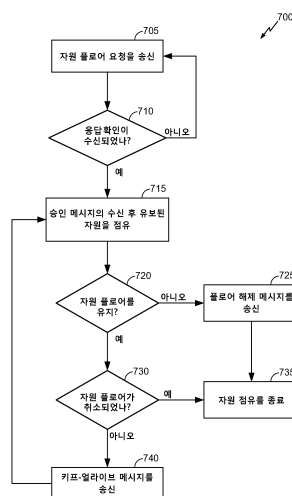 700
705
자원 플로어 요청을 송신
710
응답확인이
수신되었나?
아니오
예
715
승인 메시지의 수신 후 유보된
자원을 점유
720
자원 플로어를
유지?
아니오
예
725
플로어 해제 메시지를
송신
730
자원 플로어가
취소되었나?
예
아니오
735
자원 점유를 종료
740
키프-얼라이브 메시지를
송신